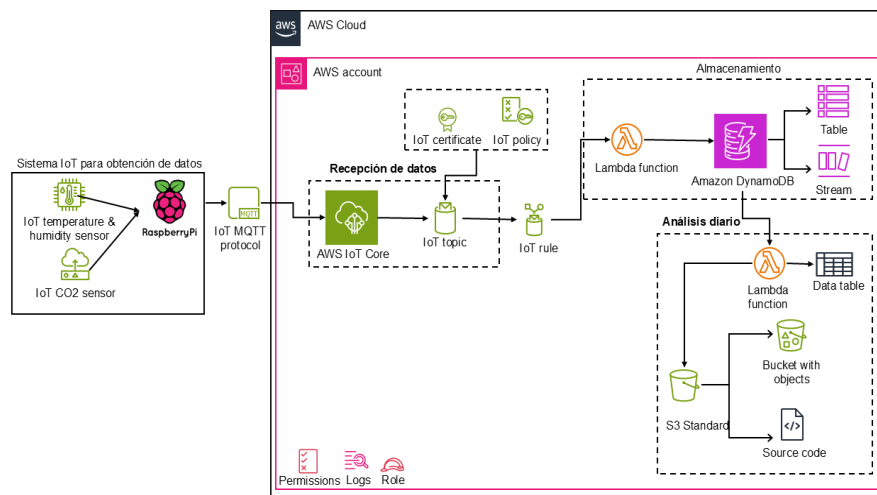 aws
AWS Cloud
AWS account
Almacenamiento
IoT certificate
IoT policy
Lambda function
Table
Amazon DynamoDB
Stream
Sistema IoT para obtención de datos
Recepción de datos
IoT temperature &
humidity sensor
RaspberryPi
MQTT
IoT MQTT
protocol
AWS IoT Core
IoT topic
IoT rule
IoT CO2 sensor
Análisis diario
Lambda
function
Data table
Bucket with
objects
S3 Standard
Source code
Permissions
Logs
Role